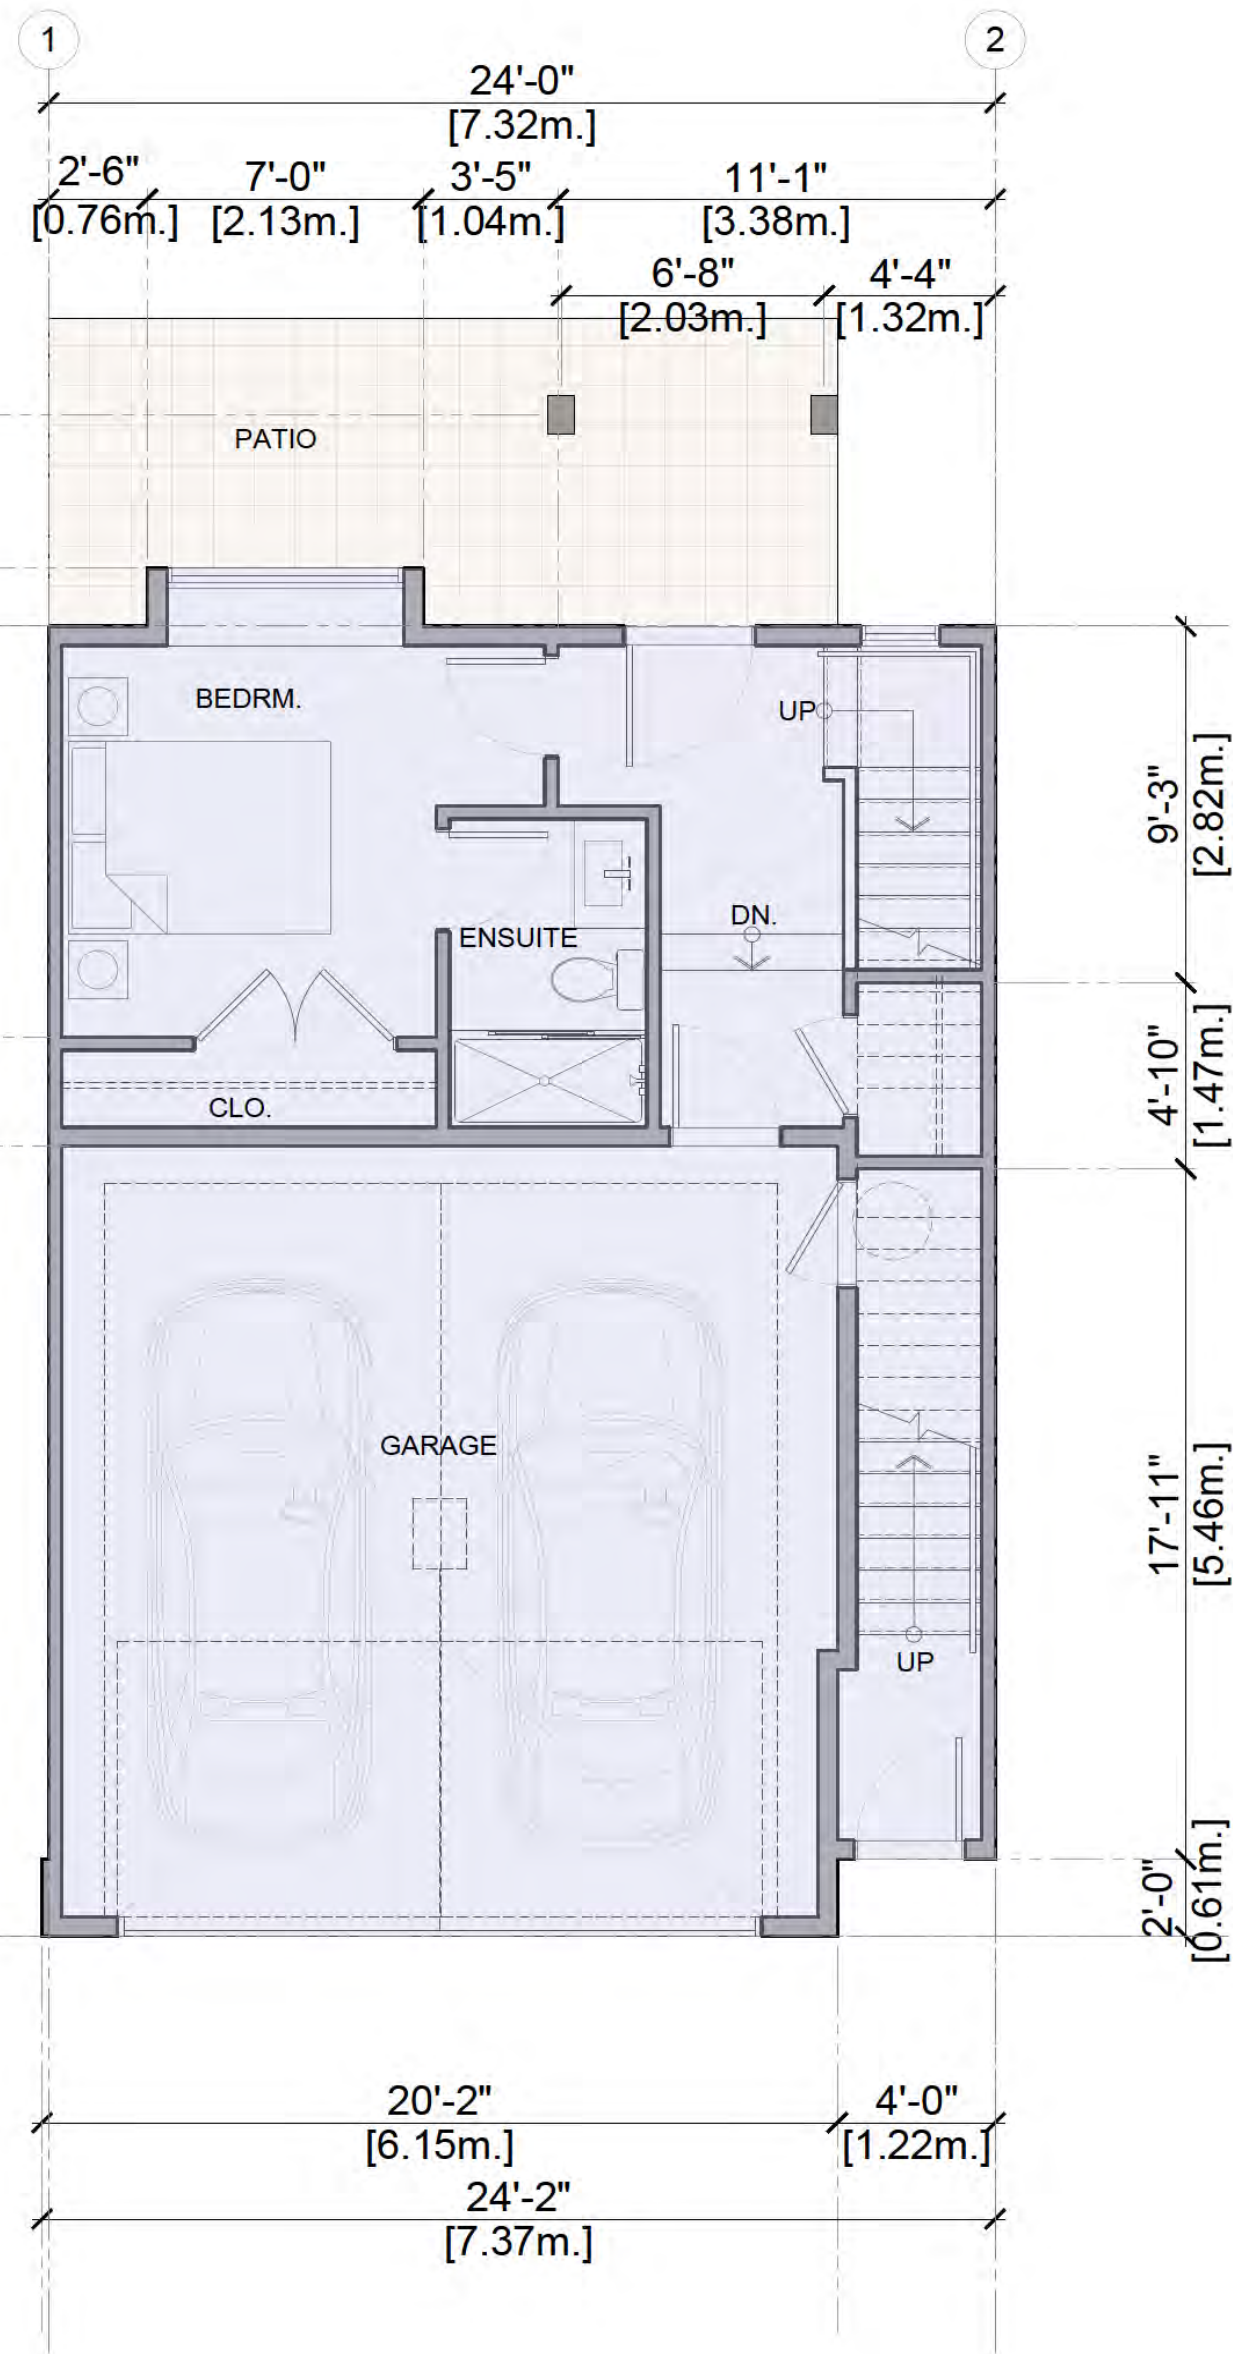 1
2
24'-0"
[7.32m.]
2'-6"
7'-0"
3'-5"
11'-1"
[0.76m.]
[2.13m.]
[1.04m.]
[3.38m.]
6'-8"
4'-4"
[2.03m.]
[1.32m.]
PATIO
BEDRM.
UP
9'-3"
[2.82m.]
DN.
ENSUITE
4'-10"
[1.47m.]
CLO.
GARAGE
17'-11"
[5.46m.]
UP
2'-0"
[0.61m.]
20'-2"
4'-0"
[6.15m.]
[1.22m.]
24'-2"
[7.37m.]